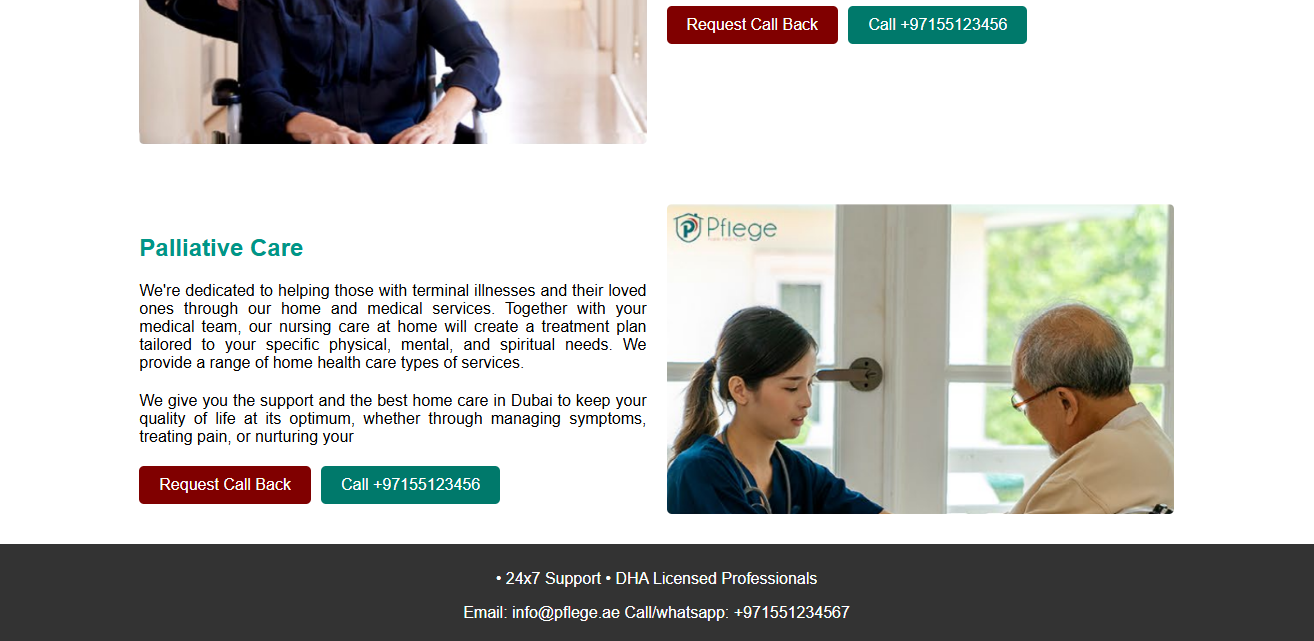 Request Call Back Call +97155123456
Pflege
Palliative Care
We're dedicated to helping those with terminal illnesses and their loved
ones through our home and medical services. Together with your
medical team, our nursing care at home will create a treatment plan
tailored to your specific physical, mental, and spiritual needs. We
provide a range of home health care types of services.
We give you the support and the best home care in Dubai to keep your
quality of life at its optimum, whether through managing symptoms,
treating pain, or nurturing your
Request Call Back Call +97155123456
• 24x7 Support • DHA Licensed Professionals
Email: info@pflege.ae Call/whatsapp: +971551234567